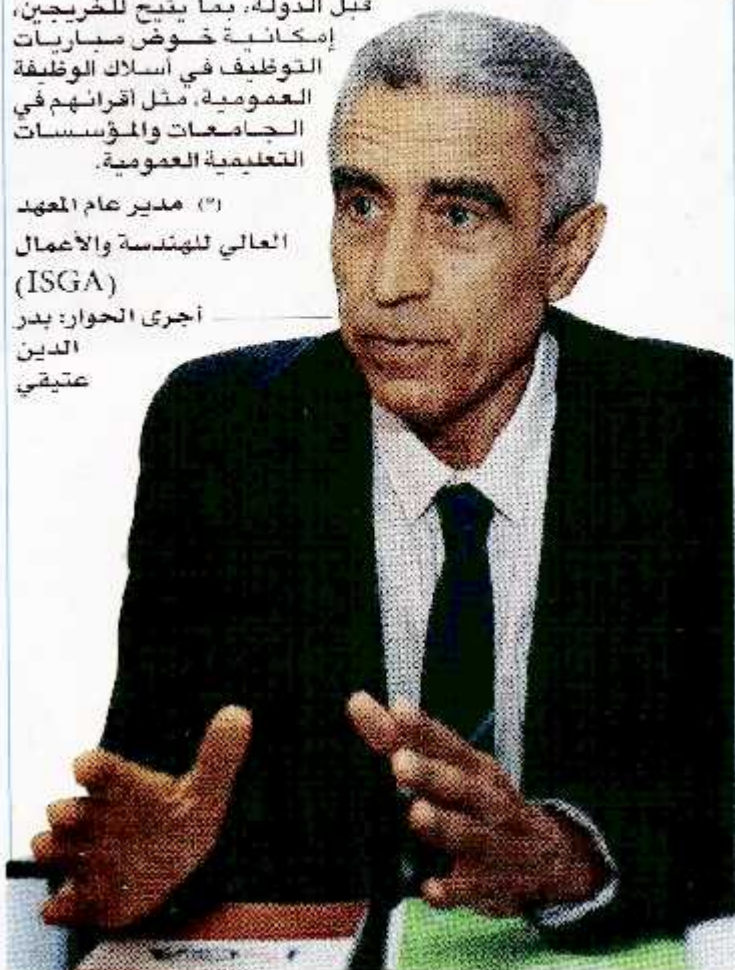 قبل الدولة، بما يتيح للخريجين،
إمكانية خوض مباريات
التوظيف في أسلاك الوظيفة
العمومية، مثل أقرانهم في
الجامعات والمؤسسات
التعليمية العمومية.
(*) مدير عام المعهد
العالي للهندسة والأعمال
(ISGA)
أجرى الحوار: بدر
الدين
عتيقي